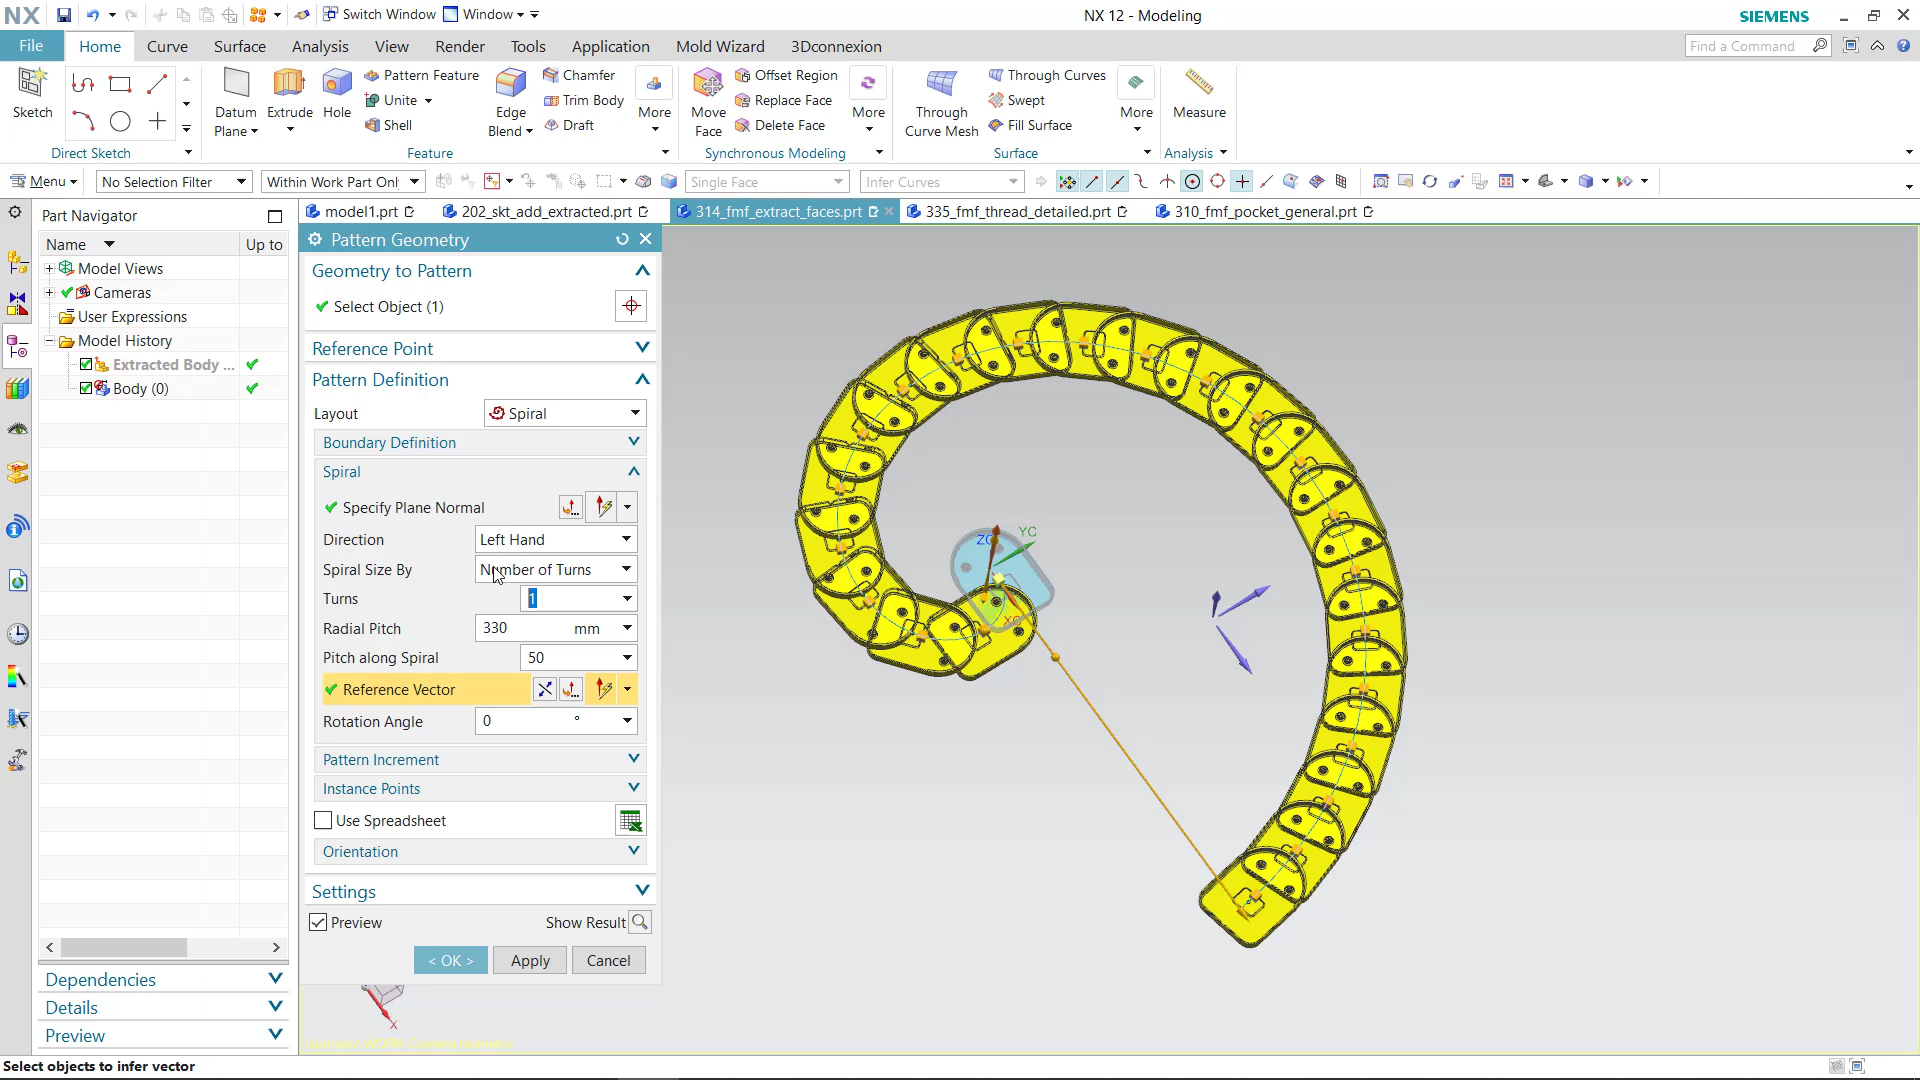 NX Switch Window Window NX 12 - Modeling SIEMENS
File Home Curve Surface Analysis View Render Tools Application Mold Wizard 3Dconnexion Find a Command
Sketch Datum Plane Extrude Hole Pattern Feature Unite Shell Edge Blend Chamfer Trim Body Draft More Move Face Offset Region Replace Face Delete Face More Through Curve Mesh Through Curves Swept Fill Surface More Measure
Direct Sketch Feature Synchronous Modeling Surface Analysis
Menu No Selection Filter Within Work Part Onl Single Face Infer Curves
Part Navigator model1.prt 202_skt_add_extracted.prt 314_fmf_extract_faces.prt 335_fmf_thread_detailed.prt 310_fmf_pocket_general.prt
Name Up to
Model Views
Cameras
User Expressions
Model History
Extracted Body ...
Body (0)
Dependencies
Details
Preview
Pattern Geometry
Geometry to Pattern
Select Object (1)
Reference Point
Pattern Definition
Layout Spiral
Boundary Definition
Spiral
Specify Plane Normal
Direction Left Hand
Spiral Size By Number of Turns
Turns 1
Radial Pitch 330 mm
Pitch along Spiral 50
Reference Vector
Rotation Angle 0 °
Pattern Increment
Instance Points
Use Spreadsheet
Orientation
Settings
Preview Show Result
< OK > Apply Cancel
YC
XC
X
Select objects to infer vector